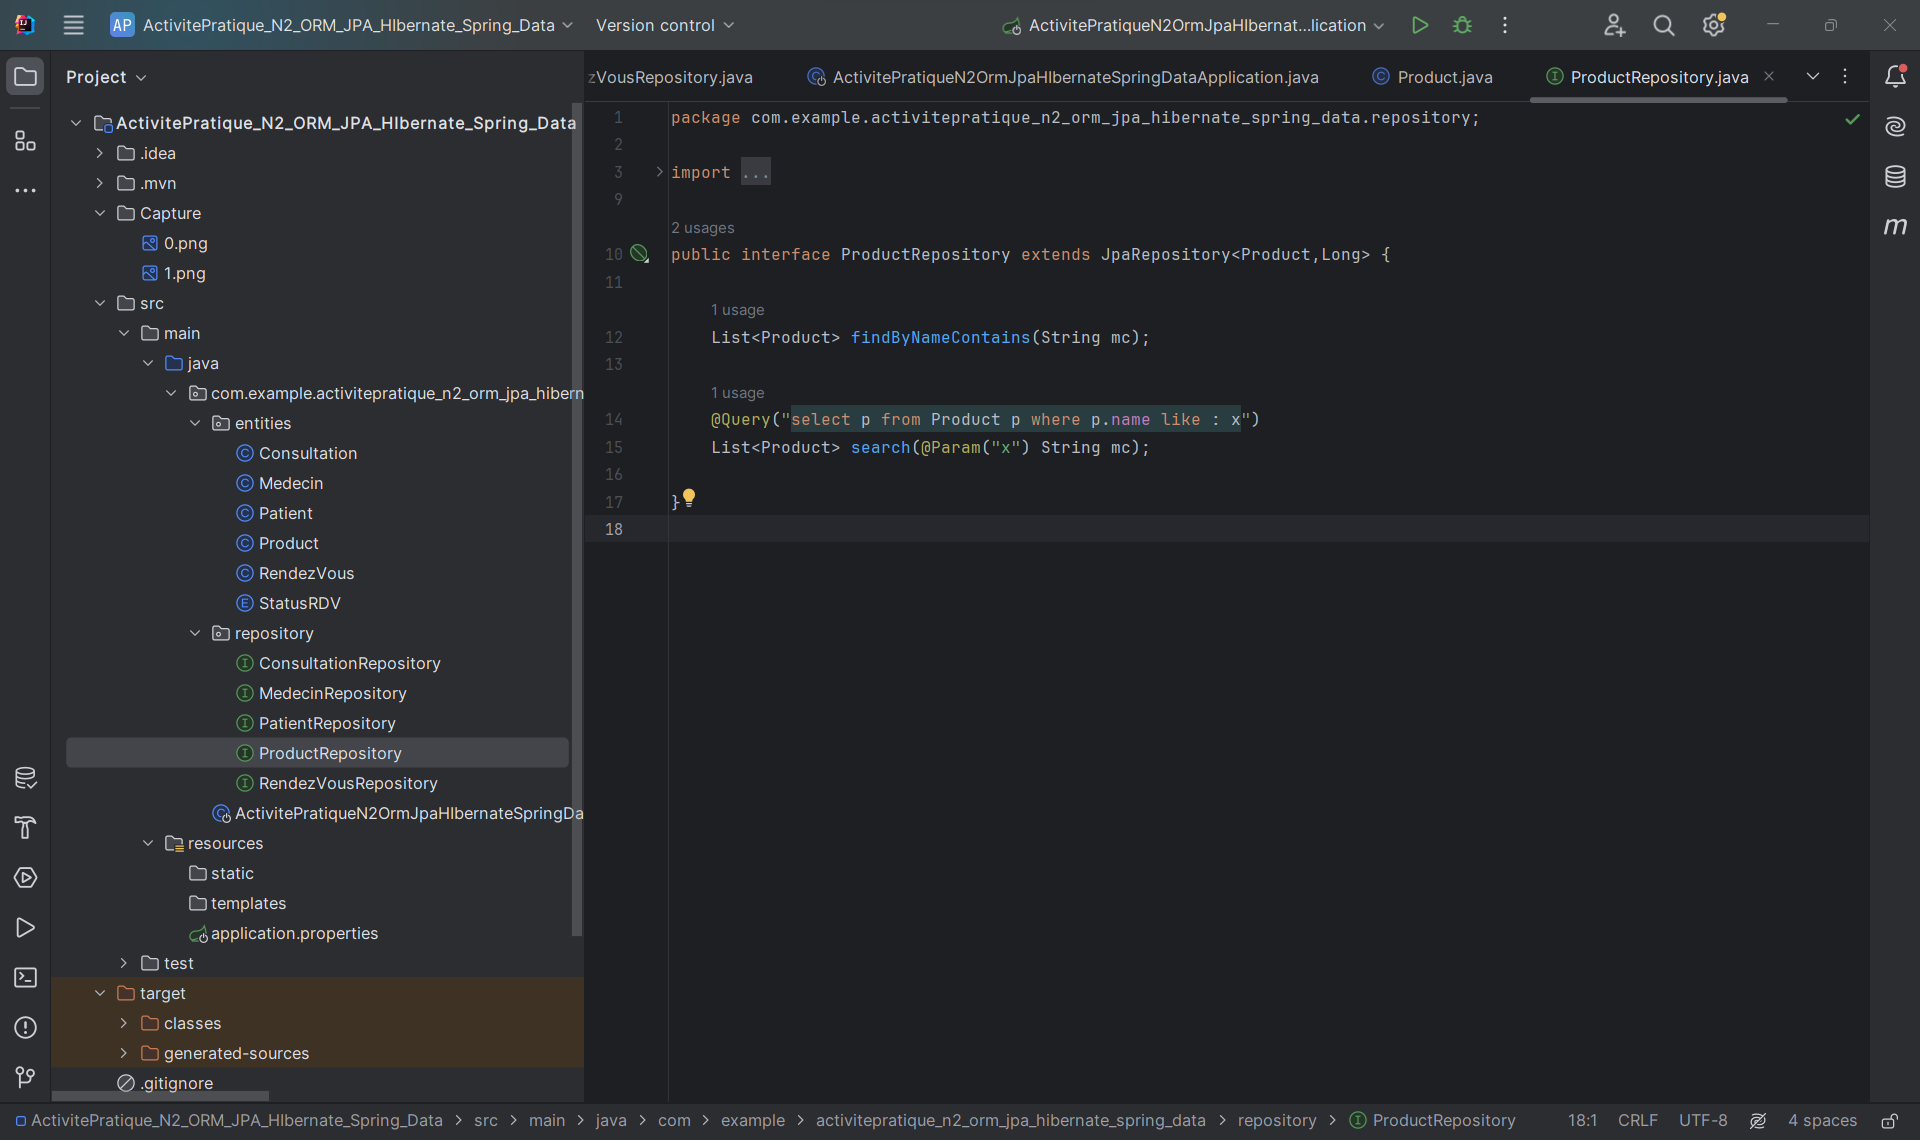 AP ActivitePratique_N2_ORM_JPA_HIbernate_Spring_Data Version control ActivitePratiqueN2OrmJpaHIbernat...lication
Project
ActivitePratique_N2_ORM_JPA_HIbernate_Spring_Data
.idea
.mvn
Capture
0.png
1.png
src
main
java
com.example.activitepratique_n2_orm_jpa_hibern
entities
Consultation
Medecin
Patient
Product
RendezVous
StatusRDV
repository
ConsultationRepository
MedecinRepository
PatientRepository
ProductRepository
RendezVousRepository
ActivitePratiqueN2OrmJpaHIbernateSpringDa
resources
static
templates
application.properties
test
target
classes
generated-sources
.gitignore
zVousRepository.java ActivitePratiqueN2OrmJpaHIbernateSpringDataApplication.java Product.java ProductRepository.java
1 package com.example.activitepratique_n2_orm_jpa_hibernate_spring_data.repository;
2
3 import ...
9
2 usages
10 public interface ProductRepository extends JpaRepository<Product,Long> {
11
1 usage
12 List<Product> findByNameContains(String mc);
13
1 usage
14 @Query("select p from Product p where p.name like : x")
15 List<Product> search(@Param("x") String mc);
16
17 }
18
m
ActivitePratique_N2_ORM_JPA_HIbernate_Spring_Data > src > main > java > com > example > activitepratique_n2_orm_jpa_hibernate_spring_data > repository > ProductRepository 18:1 CRLF UTF-8 4 spaces